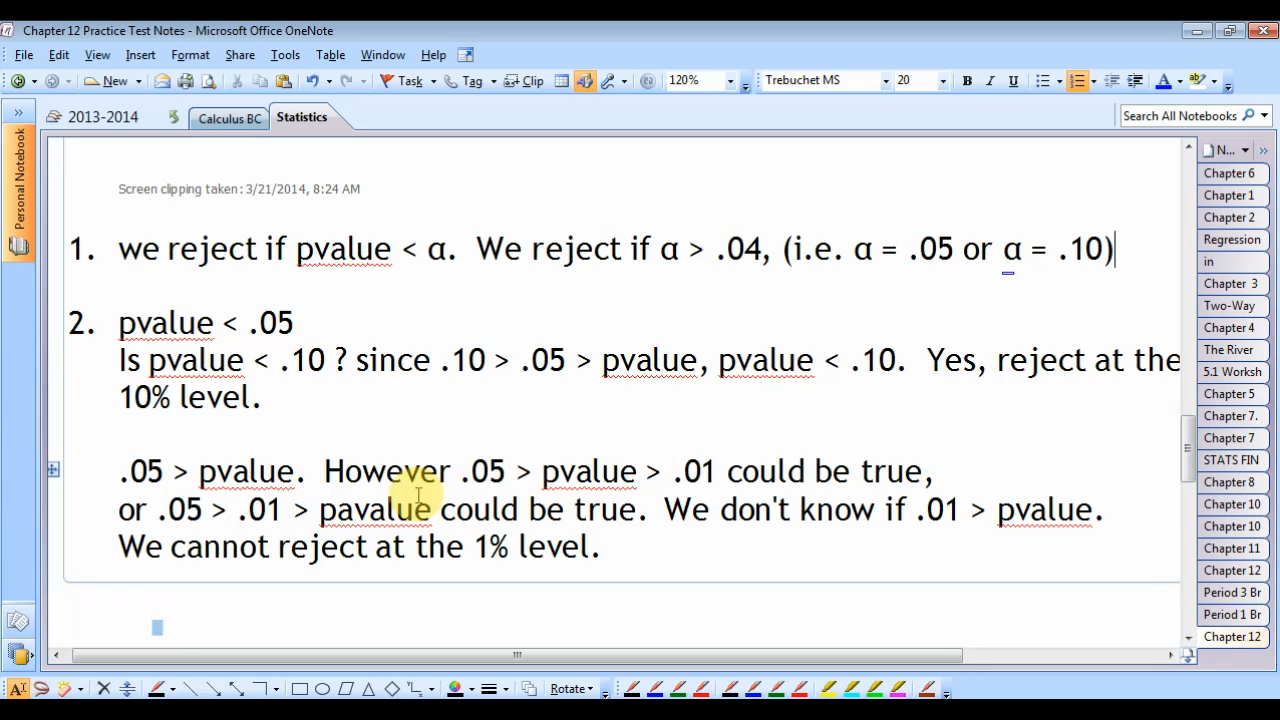 Chapter 12 Practice Test Notes - Microsoft Office OneNote
File Edit View Insert Format Share Tools Table Window Help
New Task Tag Clip 120% Trebuchet MS 20 B I U
2013-2014 Calculus BC Statistics Search All Notebooks
Personal Notebook
N...
Screen clipping taken: 3/21/2014, 8:24 AM
1. we reject if pvalue < α. We reject if α > .04, (i.e. α = .05 or α = .10)
2. pvalue < .05
Is pvalue < .10 ? since .10 > .05 > pvalue, pvalue < .10. Yes, reject at the
10% level.
.05 > pvalue. However .05 > pvalue > .01 could be true,
or .05 > .01 > pavalue could be true. We don't know if .01 > pvalue.
We cannot reject at the 1% level.
Chapter 6
Chapter 1
Chapter 2
Regression
in
Chapter 3
Two-Way
Chapter 4
The River
5.1 Worksh
Chapter 5
Chapter 7.
Chapter 7
STATS FIN
Chapter 8
Chapter 10
Chapter 10
Chapter 11
Chapter 12
Period 3 Br
Period 1 Br
Chapter 12
Rotate